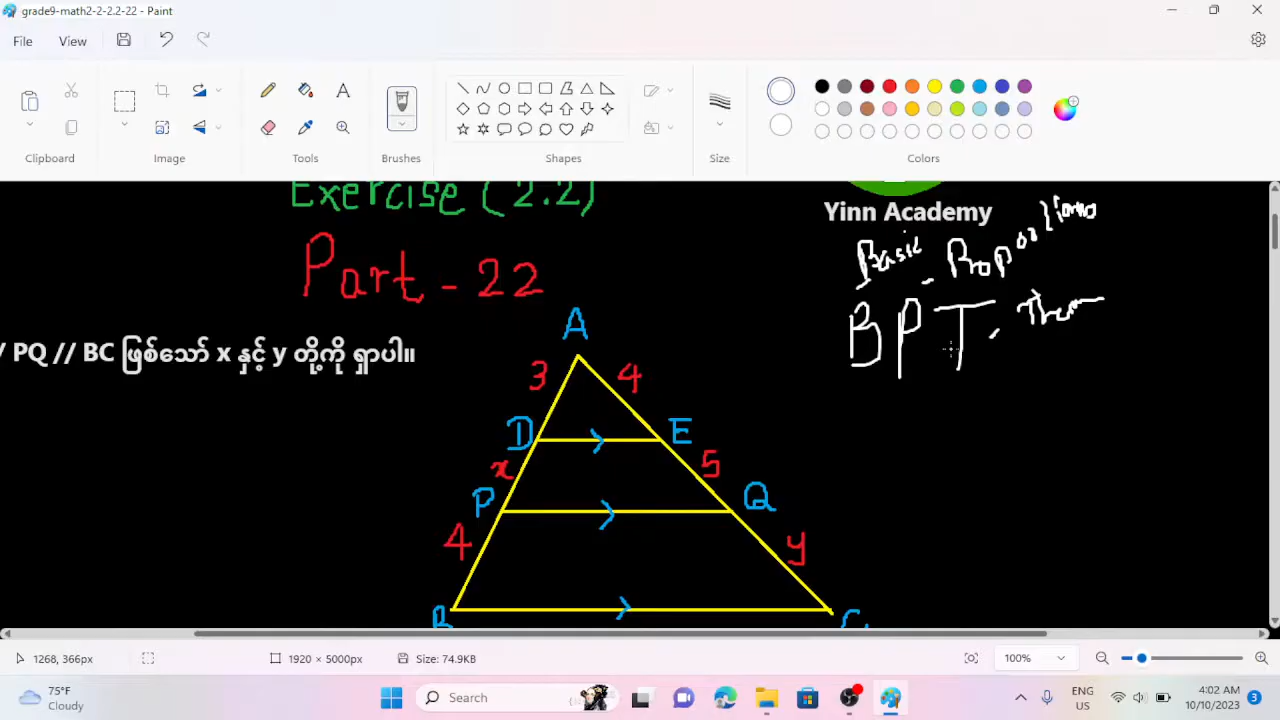 grade9-math2-2-2.2-22 - Paint
File View
Clipboard Image Tools Brushes Shapes Size Colors
Exercise (2.2)
Yinn Academy
Basic
Part - 22
BPT
A
/ PQ // BC ဖြစ်သော် x နှင့် y တို့ကို ရှာပါ။
3 4
D E
x 5
P Q
4 y
B C
1268, 366px 1920 × 5000px Size: 74.9KB 100%
75°F
Cloudy
Search
ENG
US
4:02 AM
10/10/2023
3